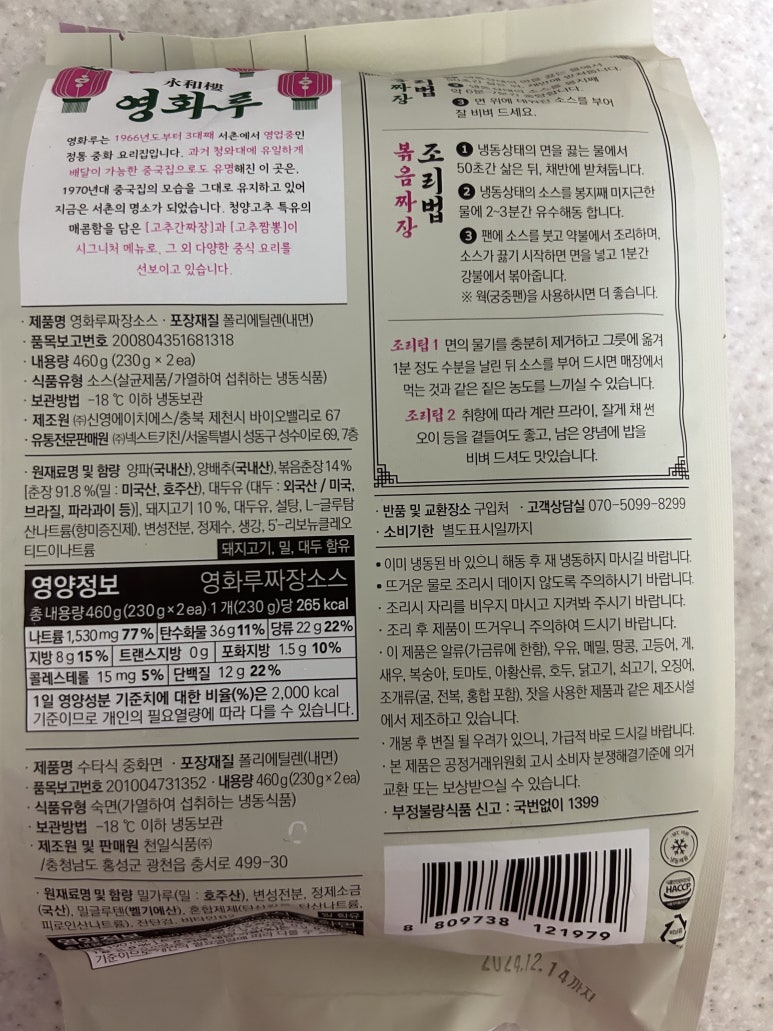 永和樓
영화루
영화루는 1966년도부터 3대째 서촌에서 영업중인
정통 중화 요리집입니다. 과거 청와대에 유일하게
배달이 가능한 중국집으로도 유명해진 이 곳은,
1970년대 중국집의 모습을 그대로 유지하고 있어
지금은 서촌의 명소가 되었습니다. 청양고추 특유의
매콤함을 담은 [고추간짜장]과 [고추짬뽕]이
시그니처 메뉴로, 그 외 다양한 중식 요리를
선보이고 있습니다.
· 제품명 영화루짜장소스 · 포장재질 폴리에틸렌(내면)
· 품목보고번호 200804351681318
· 내용량 460g (230g × 2ea)
· 식품유형 소스(살균제품/가열하여 섭취하는 냉동식품)
· 보관방법 -18 ℃ 이하 냉동보관
· 제조원 ㈜신영에이치에스/충북 제천시 바이오밸리로 67
· 유통전문판매원 ㈜넥스트키친/서울특별시 성동구 성수이로 69, 7층
· 원재료명 및 함량 양파(국내산), 양배추(국내산), 볶음춘장 14 %
[춘장 91.8 %(밀 : 미국산, 호주산), 대두유 (대두 : 외국산 / 미국,
브라질, 파라과이 등)], 돼지고기 10 %, 대두유, 설탕, L-글루탐
산나트륨(향미증진제), 변성전분, 정제수, 생강, 5'-리보뉴클레오
티드이나트륨
돼지고기, 밀, 대두 함유
영양정보 영화루짜장소스
총 내용량 460g(230g×2ea) 1개(230 g)당 265 kcal
나트륨 1,530mg 77% 탄수화물 36g 11% 당류 22g 22%
지방 8g 15% 트랜스지방 0g 포화지방 1.5g 10%
콜레스테롤 15 mg 5% 단백질 12g 22%
1일 영양성분 기준치에 대한 비율(%)은 2,000 kcal
기준이므로 개인의 필요열량에 따라 다를 수 있습니다.
· 제품명 수타식 중화면 · 포장재질 폴리에틸렌(내면)
· 품목보고번호 201004731352 · 내용량 460g(230g×2ea)
· 식품유형 숙면(가열하여 섭취하는 냉동식품)
· 보관방법 -18 ℃ 이하 냉동보관
· 제조원 및 판매원 천일식품㈜
/충청남도 홍성군 광천읍 충서로 499-30
· 원재료명 및 함량 밀가루(밀 : 호주산), 변성전분, 정제소금
(국산), 밀글루텐(벨기에산), 혼합제제
피로인산나트륨),
짜장
③ 면 위에 데워진 소스를 부어
잘 비벼 드세요.
볶음짜장
조리법
① 냉동상태의 면을 끓는 물에서
50초간 삶은 뒤, 채반에 받쳐둡니다.
② 냉동상태의 소스를 봉지째 미지근한
물에 2~3분간 유수해동 합니다.
③ 팬에 소스를 붓고 약불에서 조리하며,
소스가 끓기 시작하면 면을 넣고 1분간
강불에서 볶아줍니다.
※ 웍(궁중팬)을 사용하시면 더 좋습니다.
조리팁 1 면의 물기를 충분히 제거하고 그릇에 옮겨
1분 정도 수분을 날린 뒤 소스를 부어 드시면 매장에서
먹는 것과 같은 짙은 농도를 느끼실 수 있습니다.
조리팁 2 취향에 따라 계란 프라이, 잘게 채 썬
오이 등을 곁들여도 좋고, 남은 양념에 밥을
비벼 드셔도 맛있습니다.
· 반품 및 교환장소 구입처 · 고객상담실 070-5099-8299
· 소비기한 별도표시일까지
• 이미 냉동된 바 있으니 해동 후 재 냉동하지 마시길 바랍니다.
• 뜨거운 물로 조리시 데이지 않도록 주의하시기 바랍니다.
· 조리시 자리를 비우지 마시고 지켜봐 주시기 바랍니다.
· 조리 후 제품이 뜨거우니 주의하여 드시기 바랍니다.
· 이 제품은 알류(가금류에 한함), 우유, 메밀, 땅콩, 고등어, 게,
새우, 복숭아, 토마토, 아황산류, 호두, 닭고기, 쇠고기, 오징어,
조개류(굴, 전복, 홍합 포함), 잣을 사용한 제품과 같은 제조시설
에서 제조하고 있습니다.
· 개봉 후 변질 될 우려가 있으니, 가급적 바로 드시길 바랍니다.
· 본 제품은 공정거래위원회 고시 소비자 분쟁해결기준에 의거
교환 또는 보상받으실 수 있습니다.
· 부정불량식품 신고 : 국번없이 1399
HACCP
8 809738 121979
2024.12.14까지